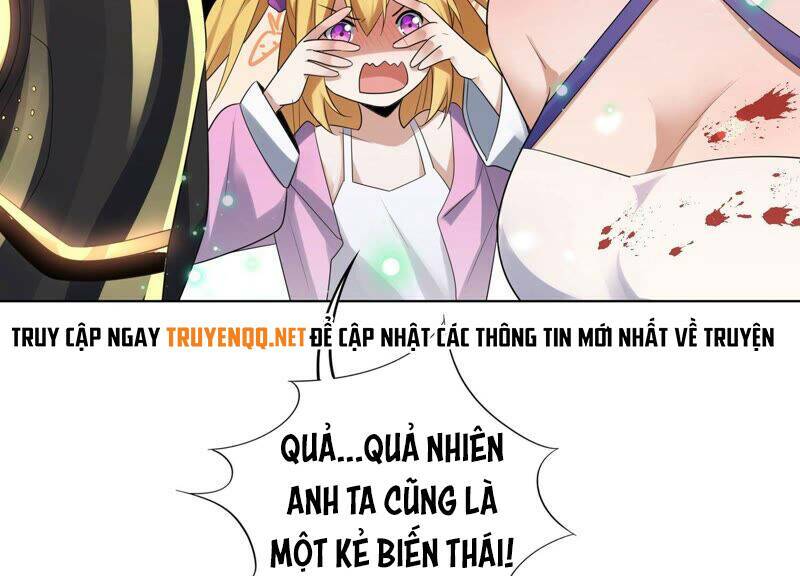 TRUY CẬP NGAY TRUYENQQ.NET ĐỂ CẬP NHẬT CÁC THÔNG TIN MỚI NHẤT VỀ TRUYỆN
QUẢ...QUẢ NHIÊN
ANH TA CŨNG LÀ
MỘT KẺ BIẾN THÁI!